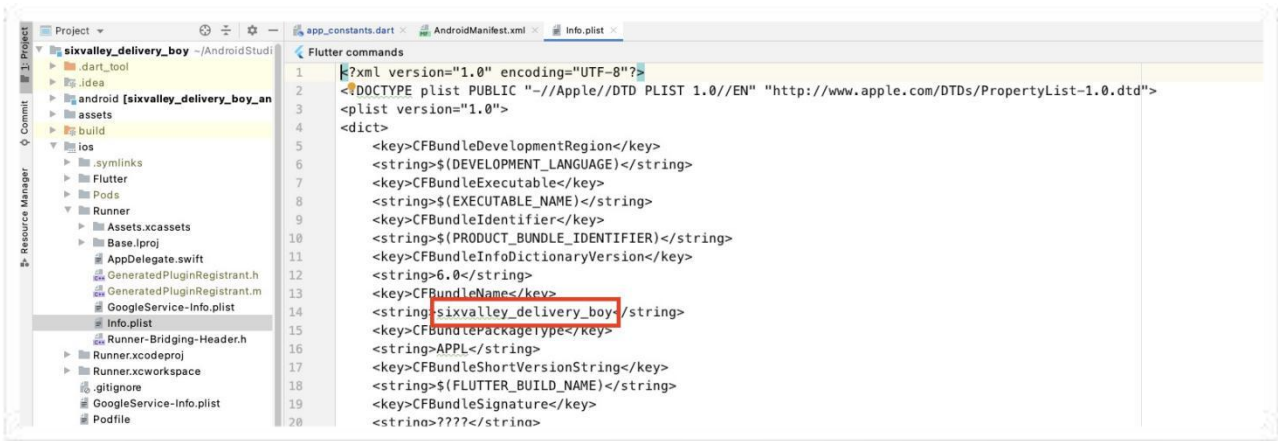 1: Project
Commit
Resource Manager
Project
sixvalley_delivery_boy ~/AndroidStudi
.dart_tool
.idea
android [sixvalley_delivery_boy_an
assets
build
ios
.symlinks
Flutter
Pods
Runner
Assets.xcassets
Base.lproj
AppDelegate.swift
GeneratedPluginRegistrant.h
GeneratedPluginRegistrant.m
GoogleService-Info.plist
Info.plist
Runner-Bridging-Header.h
Runner.xcodeproj
Runner.xcworkspace
.gitignore
GoogleService-Info.plist
Podfile
app_constants.dart AndroidManifest.xml Info.plist
Flutter commands
1 <?xml version="1.0" encoding="UTF-8"?>
2 <!DOCTYPE plist PUBLIC "-//Apple//DTD PLIST 1.0//EN" "http://www.apple.com/DTDs/PropertyList-1.0.dtd">
3 <plist version="1.0">
4 <dict>
5 <key>CFBundleDevelopmentRegion</key>
6 <string>$(DEVELOPMENT_LANGUAGE)</string>
7 <key>CFBundleExecutable</key>
8 <string>$(EXECUTABLE_NAME)</string>
9 <key>CFBundleIdentifier</key>
10 <string>$(PRODUCT_BUNDLE_IDENTIFIER)</string>
11 <key>CFBundleInfoDictionaryVersion</key>
12 <string>6.0</string>
13 <key>CFBundleName</key>
14 <string>sixvalley_delivery_boy</string>
15 <key>CFBundlePackageType</key>
16 <string>APPL</string>
17 <key>CFBundleShortVersionString</key>
18 <string>$(FLUTTER_BUILD_NAME)</string>
19 <key>CFBundleSignature</key>
20 <string>????</string>